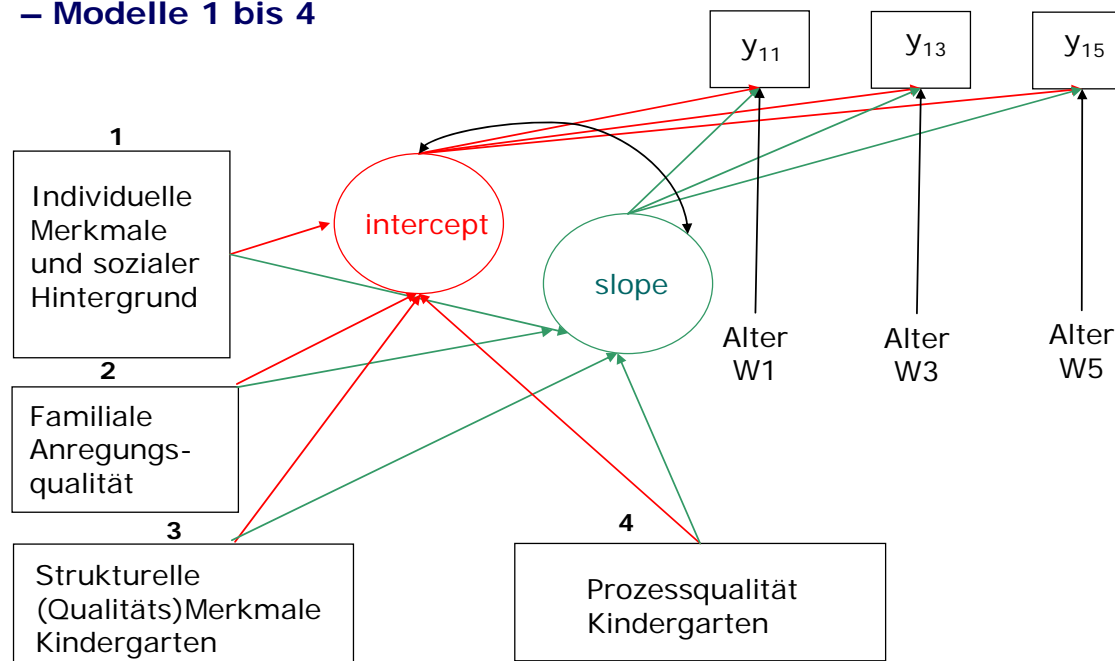 – Modelle 1 bis 4
y11
y13
y15
1
Individuelle
Merkmale
und sozialer
Hintergrund
intercept
slope
Alter
W1
Alter
W3
Alter
W5
2
Familiale
Anregungs-
qualität
3
Strukturelle
(Qualitäts)Merkmale
Kindergarten
4
Prozessqualität
Kindergarten